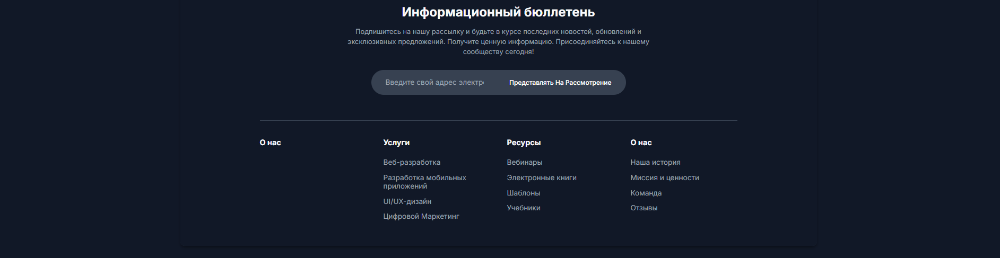 Информационный бюллетень
Подпишитесь на нашу рассылку и будьте в курсе последних новостей, обновлений и
эксклюзивных предложений. Получите ценную информацию. Присоединяйтесь к нашему
сообществу сегодня!
Введите свой адрес электро
Представлять На Рассмотрение
О нас
Услуги
Веб-разработка
Разработка мобильных
приложений
UI/UX-дизайн
Цифровой Маркетинг
Ресурсы
Вебинары
Электронные книги
Шаблоны
Учебники
О нас
Наша история
Миссия и ценности
Команда
Отзывы